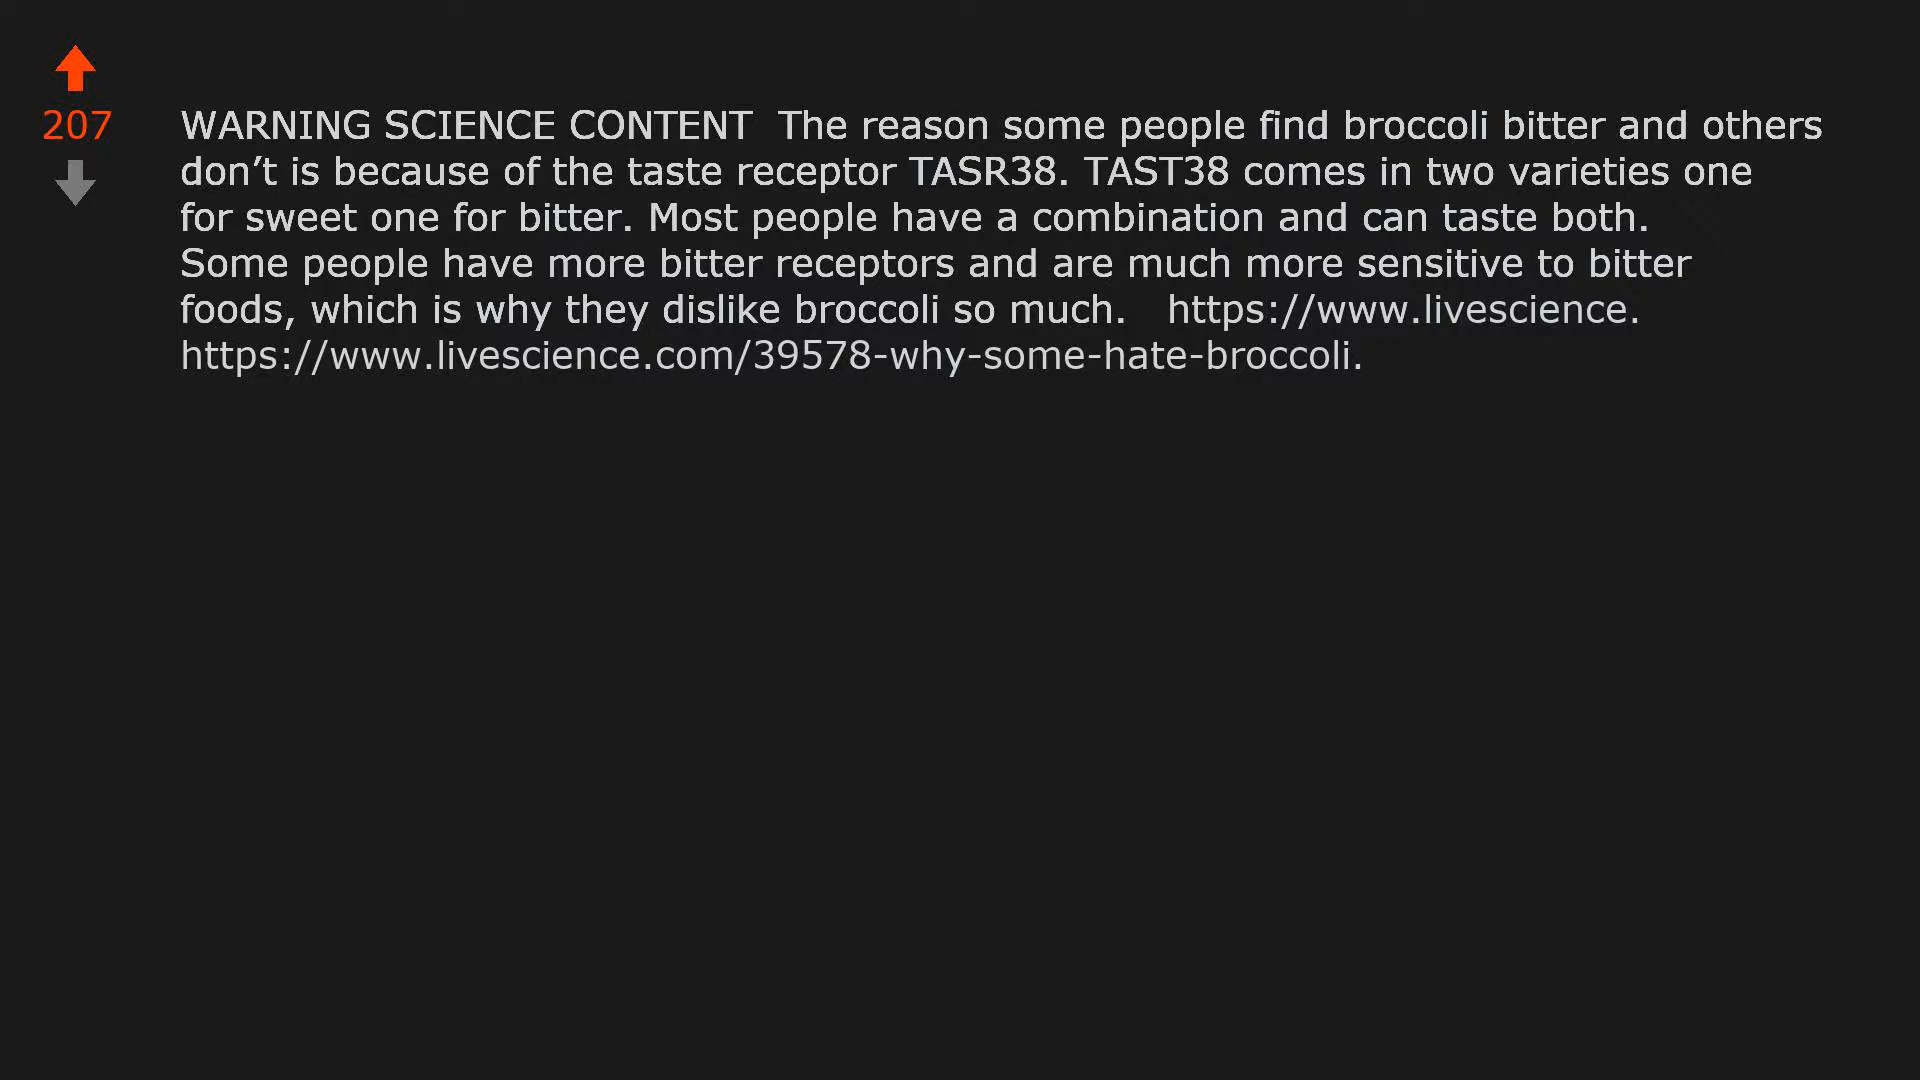 207
WARNING SCIENCE CONTENT  The reason some people find broccoli bitter and others
don’t is because of the taste receptor TASR38. TAST38 comes in two varieties one
for sweet one for bitter. Most people have a combination and can taste both.
Some people have more bitter receptors and are much more sensitive to bitter
foods, which is why they dislike broccoli so much.   https://www.livescience.
https://www.livescience.com/39578-why-some-hate-broccoli.